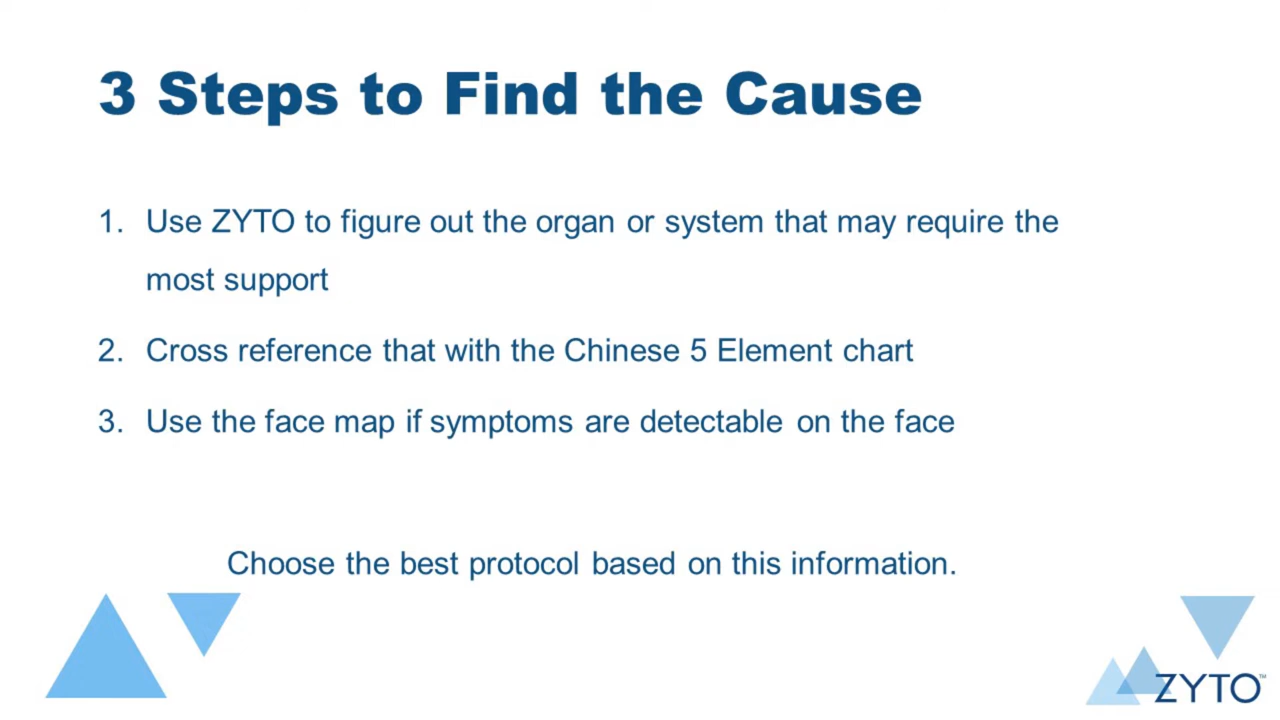 3 Steps to Find the Cause
1. Use ZYTO to figure out the organ or system that may require the
most support
2. Cross reference that with the Chinese 5 Element chart
3. Use the face map if symptoms are detectable on the face
Choose the best protocol based on this information.
ZYTO™